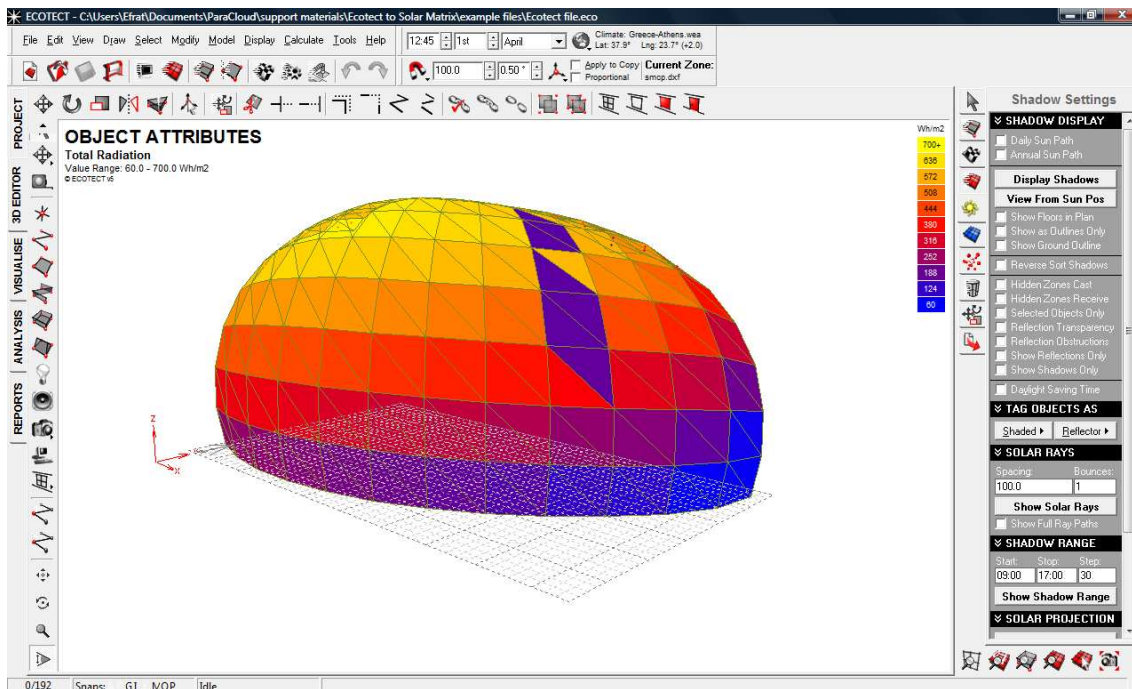 ECOTECT - C:\Users\Efrat\Documents\ParaCloud\support materials\Ecotect to Solar Matrix\example files\Ecotect file.eco
File Edit View Draw Select Modify Model Display Calculate Tools Help
12:45 1st April
Climate: Greece-Athens.wea
Lat: 37.9° Lng: 23.7° (+2.0)
100.0 0.50°
Apply to Copy
Proportional
Current Zone:
smcp.dxf
PROJECT
3D EDITOR
VISUALISE
ANALYSIS
REPORTS
OBJECT ATTRIBUTES
Total Radiation
Value Range: 60.0 - 700.0 Wh/m2
© ECOTECT v5
Wh/m2
700+
636
572
508
444
380
316
252
188
124
60
Z
X
Shadow Settings
SHADOW DISPLAY
Daily Sun Path
Annual Sun Path
Display Shadows
View From Sun Pos
Show Floors in Plan
Show as Outlines Only
Show Ground Outline
Reverse Sort Shadows
Hidden Zones Cast
Hidden Zones Receive
Selected Objects Only
Reflection Transparency
Reflection Obstructions
Show Reflections Only
Show Shadows Only
Daylight Saving Time
TAG OBJECTS AS
Shaded Reflector
SOLAR RAYS
Spacing: Bounces:
100.0 1
Show Solar Rays
Show Full Ray Paths
SHADOW RANGE
Start: Stop: Step:
09:00 17:00 30
Show Shadow Range
SOLAR PROJECTION
0/192 Snaps: GI MOP Idle